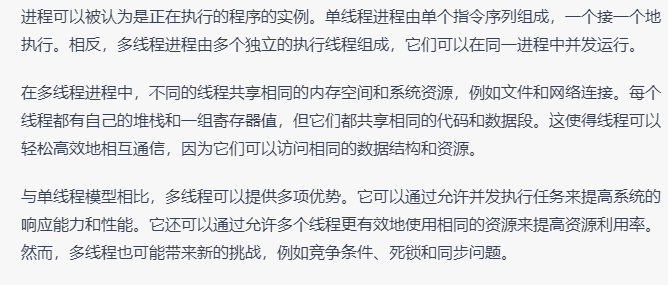 进程可以被认为是正在执行的程序的实例。单线程进程由单个指令序列组成，一个接一个地
执行。相反，多线程进程由多个独立的执行线程组成，它们可以在同一进程中并发运行。
在多线程进程中，不同的线程共享相同的内存空间和系统资源，例如文件和网络连接。每个
线程都有自己的堆栈和一组寄存器值，但它们都共享相同的代码和数据段。这使得线程可以
轻松高效地相互通信，因为它们可以访问相同的数据结构和资源。
与单线程模型相比，多线程可以提供多项优势。它可以通过允许并发执行任务来提高系统的
响应能力和性能。它还可以通过允许多个线程更有效地使用相同的资源来提高资源利用率。
然而，多线程也可能带来新的挑战，例如竞争条件、死锁和同步问题。